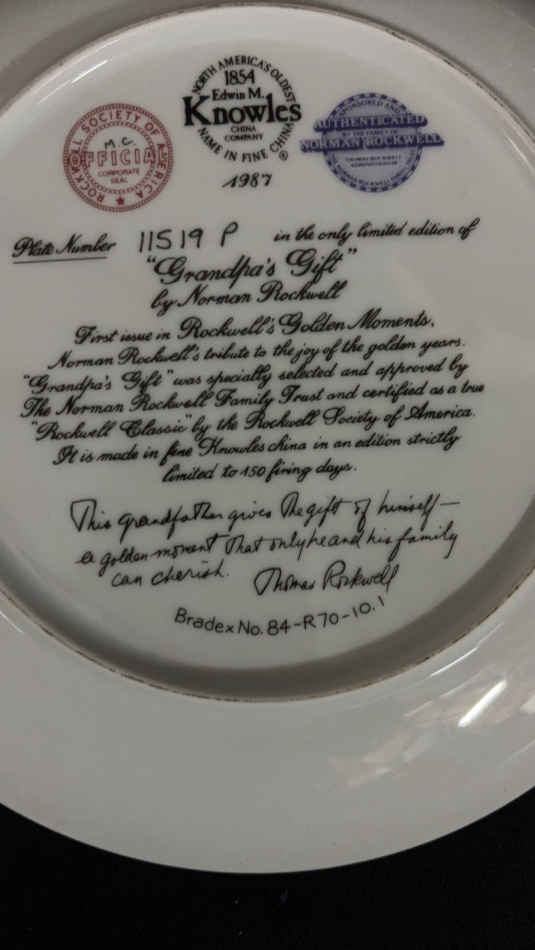 ROCKWELL SOCIETY OF AMERICA
M.C.
OFFICIAL
CORPORATE
SEAL
NORTH AMERICA'S OLDEST
1854
Edwin M.
Knowles
CHINA
COMPANY
NAME IN FINE CHINA
®
1987
SPONSORED AND
AUTHENTICATED
BY THE FAMILY OF
NORMAN ROCKWELL
Plate Number 11519 P in the only limited edition of
"Grandpa's Gift"
by Norman Rockwell
First issue in Rockwell's Golden Moments,
Norman Rockwell's tribute to the joy of the golden years.
"Grandpa's Gift" was specially selected and approved by
The Norman Rockwell Family Trust and certified as a true
"Rockwell Classic" by the Rockwell Society of America.
It is made in fine Knowles china in an edition strictly
limited to 150 firing days.
This grandfather gives the gift of himself—
a golden moment that only he and his family
can cherish. Thomas Rockwell
Bradex No. 84-R70-10.1